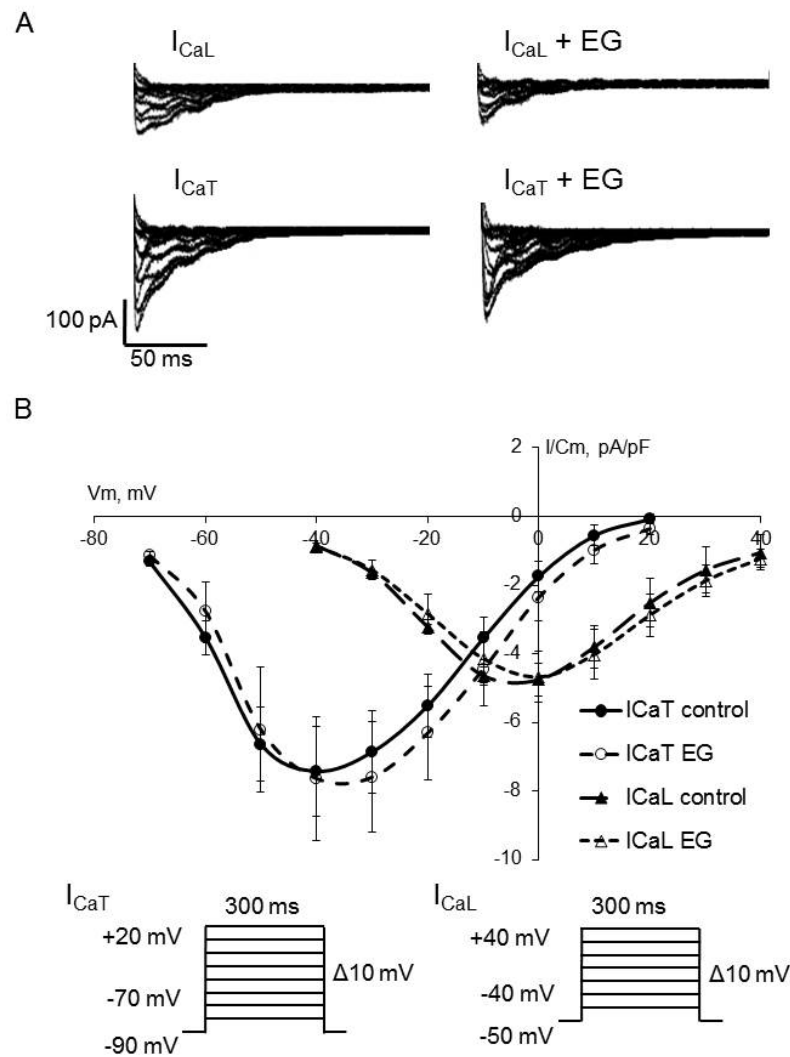 A
ICaL
ICaL + EG
ICaT
ICaT + EG
100 pA
50 ms
B
2
I/Cm, pA/pF
Vm, mV
-80 -60 -40 -20 0 0 20 40
-2
-4
-6
-8
-10
ICaT control
ICaT EG
ICaL control
ICaL EG
ICaT
300 ms
+20 mV
-70 mV
-90 mV
Δ10 mV
ICaL
300 ms
+40 mV
-40 mV
-50 mV
Δ10 mV